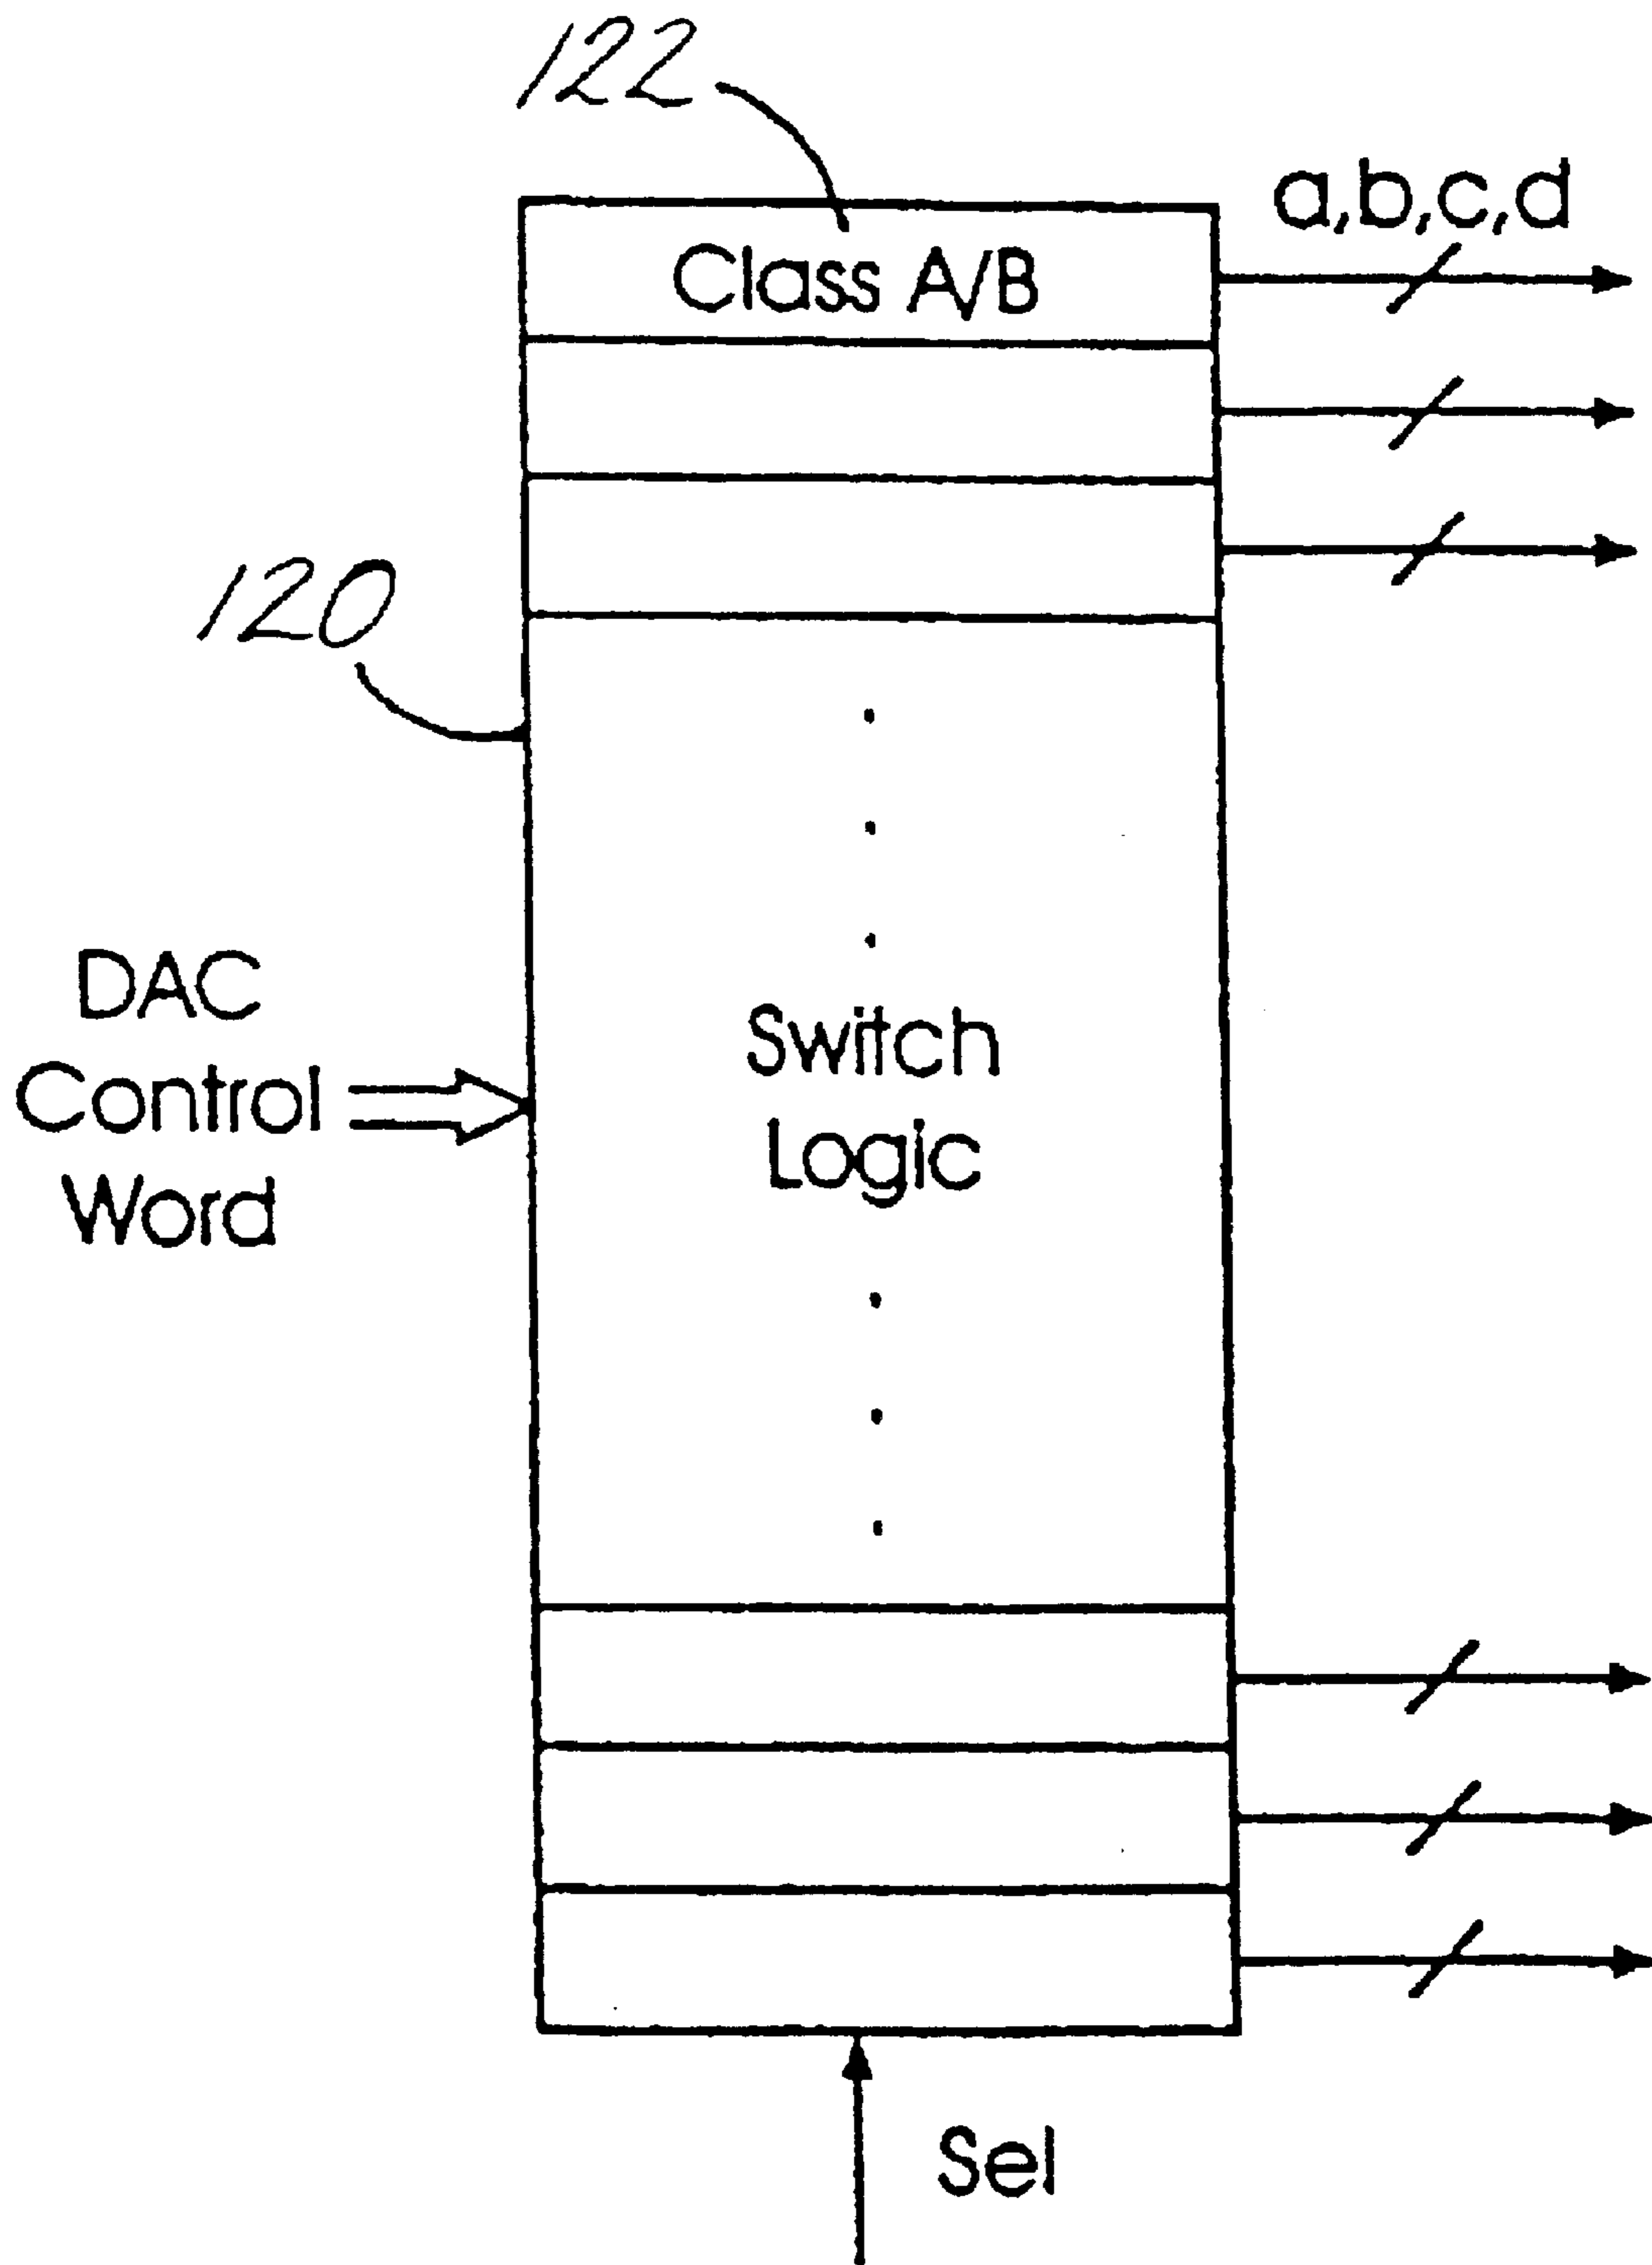 122
a,b,c,d
Class A/B
120
DAC
Control
Word
Switch
Logic
Sel